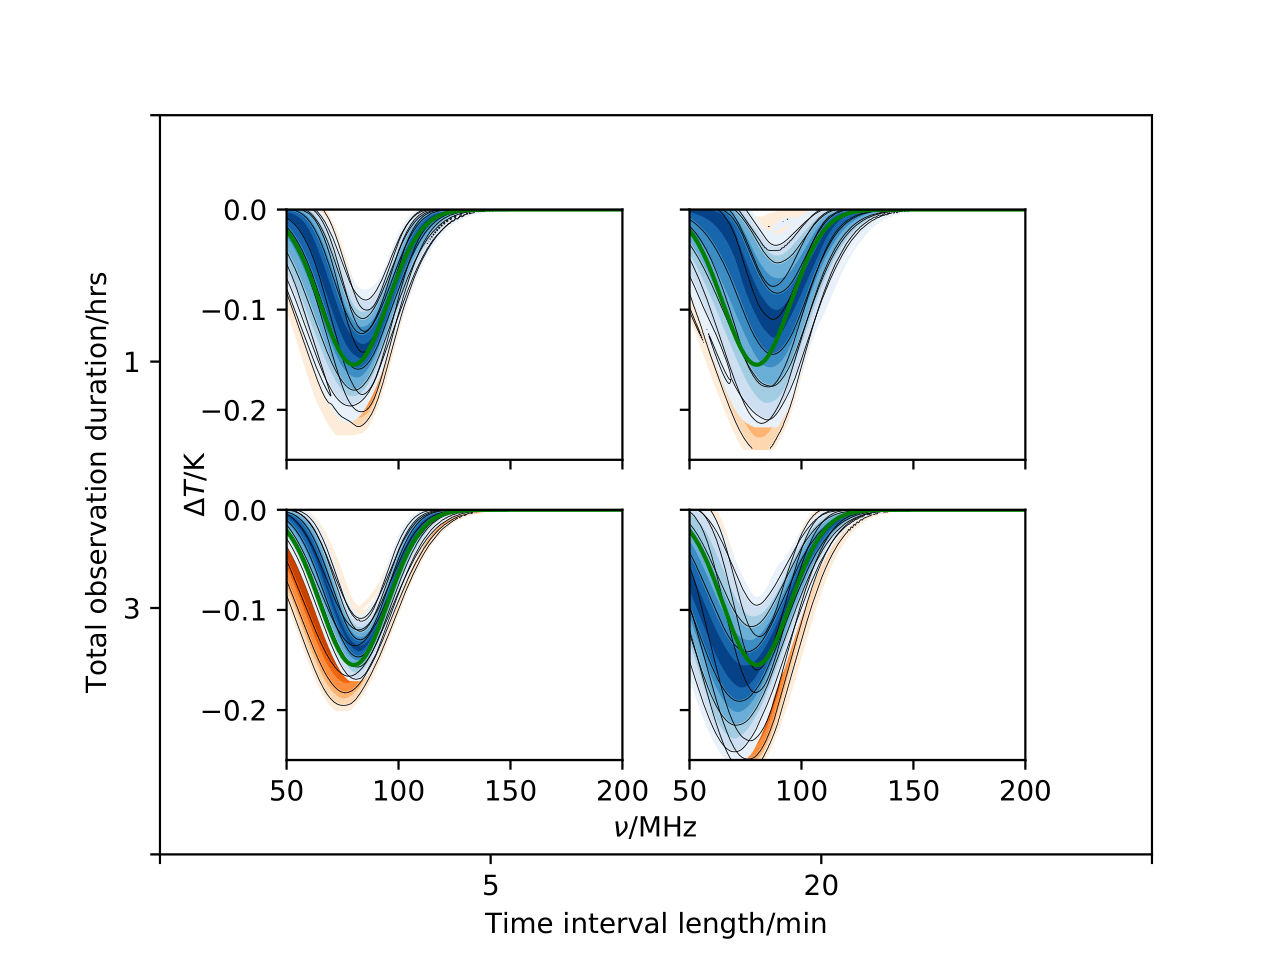 0.0
−0.1
−0.2
0.0
−0.1
−0.2
ΔT/K
50 100 150 200 50 100 150 200
ν/MHz
1
3
Total observation duration/hrs
5 20
Time interval length/min